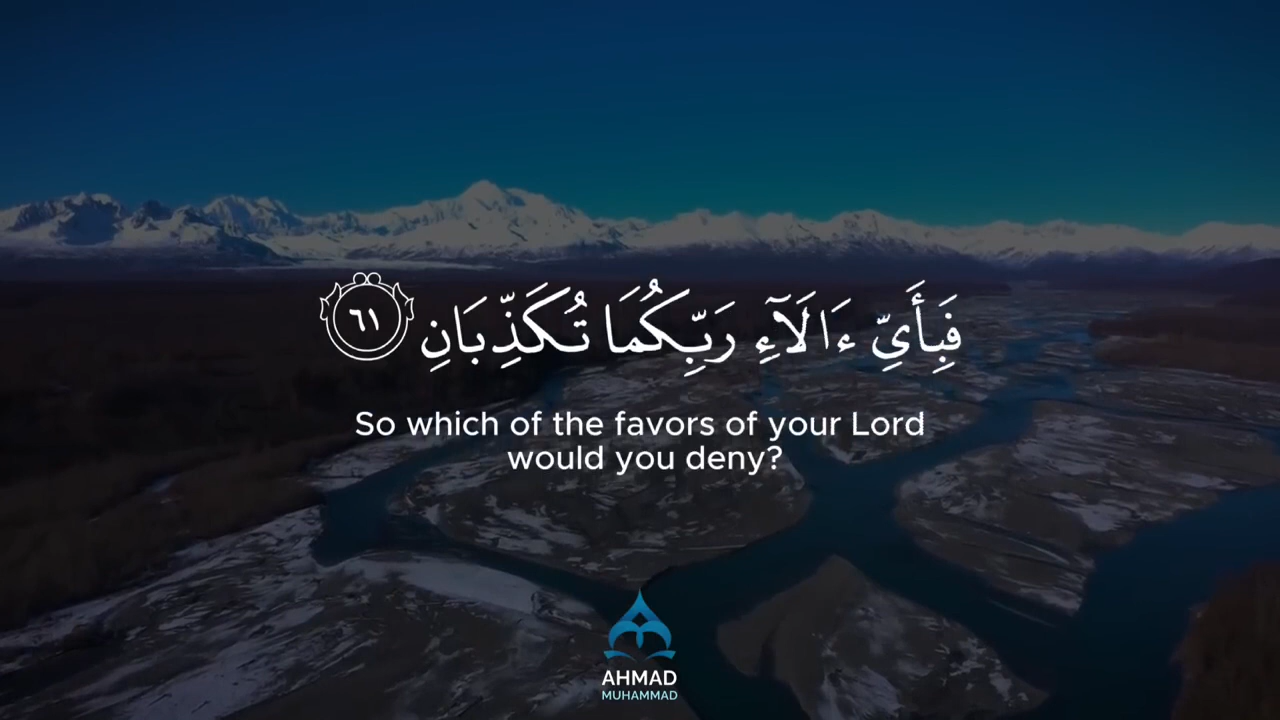 فَبِأَىِّ ءَالَآءِ رَبِّكُمَا تُكَذِّبَانِ ٦١
So which of the favors of your Lord
would you deny?
AHMAD
MUHAMMAD